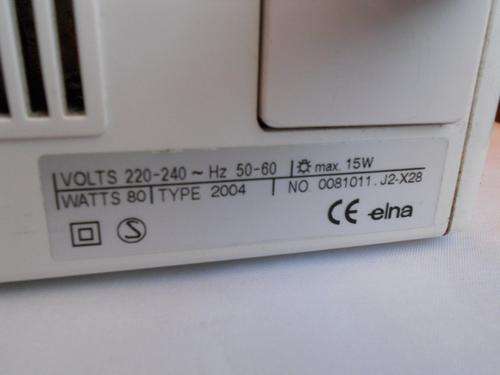 VOLTS 220-240 ~ Hz 50-60 max. 15W
WATTS 80 TYPE 2004 NO. 0081011.J2-X28
S CE elna